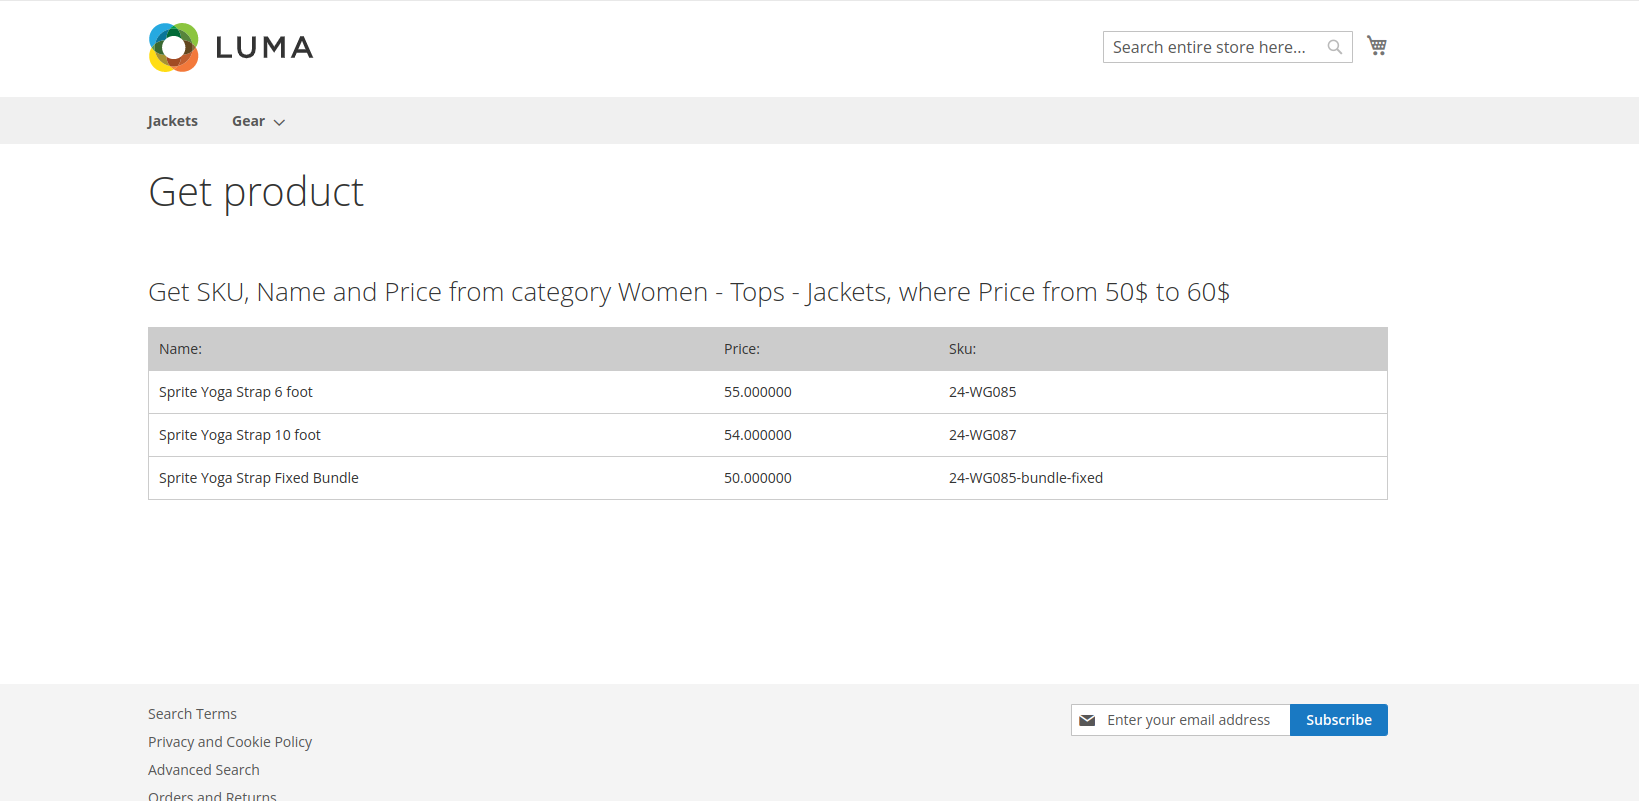 LUMA
Search entire store here...
Jackets Gear
Get product
Get SKU, Name and Price from category Women - Tops - Jackets, where Price from 50$ to 60$
Name: Price: Sku:
Sprite Yoga Strap 6 foot 55.000000 24-WG085
Sprite Yoga Strap 10 foot 54.000000 24-WG087
Sprite Yoga Strap Fixed Bundle 50.000000 24-WG085-bundle-fixed
Search Terms
Enter your email address Subscribe
Privacy and Cookie Policy
Advanced Search
Orders and Returns